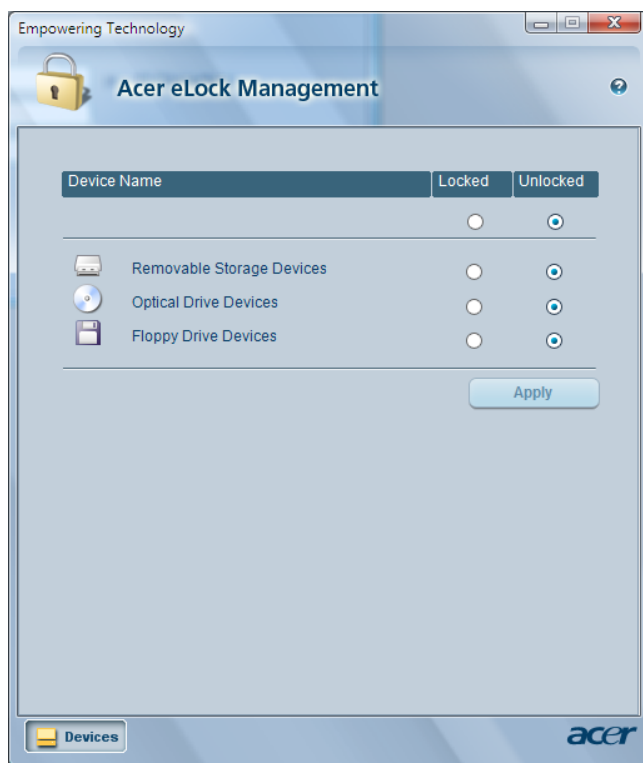 Empowering Technology
Acer eLock Management
Device Name Locked Unlocked
Removable Storage Devices
Optical Drive Devices
Floppy Drive Devices
Apply
Devices
acer